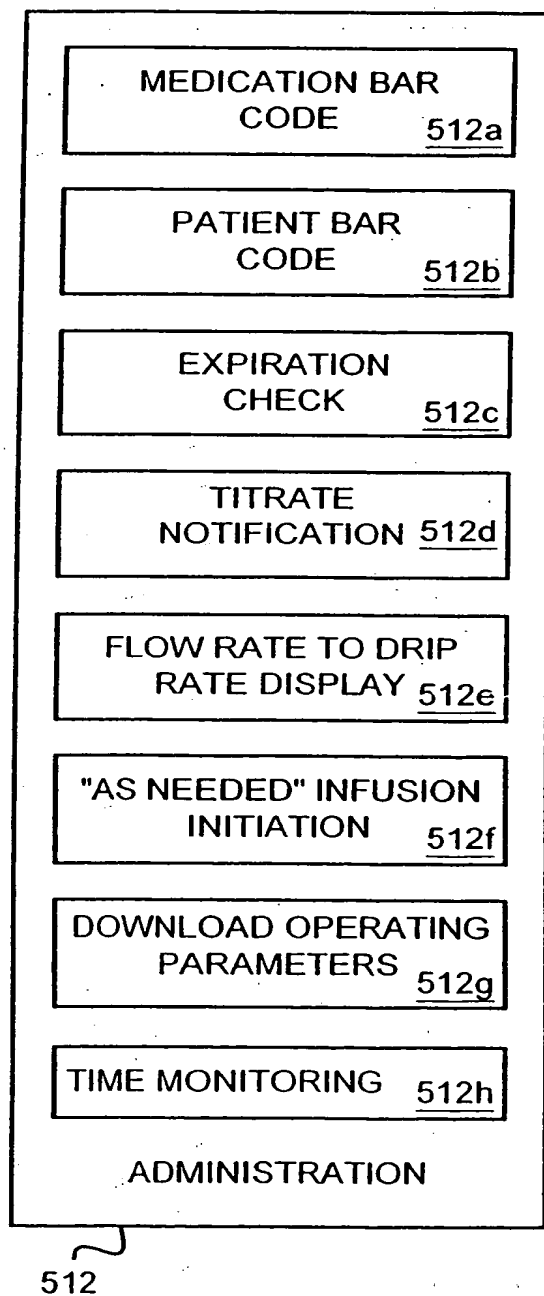 MEDICATION BAR
CODE 512a
PATIENT BAR
CODE 512b
EXPIRATION
CHECK 512c
TITRATE
NOTIFICATION 512d
FLOW RATE TO DRIP
RATE DISPLAY 512e
"AS NEEDED" INFUSION
INITIATION 512f
DOWNLOAD OPERATING
PARAMETERS 512g
TIME MONITORING 512h
ADMINISTRATION
512